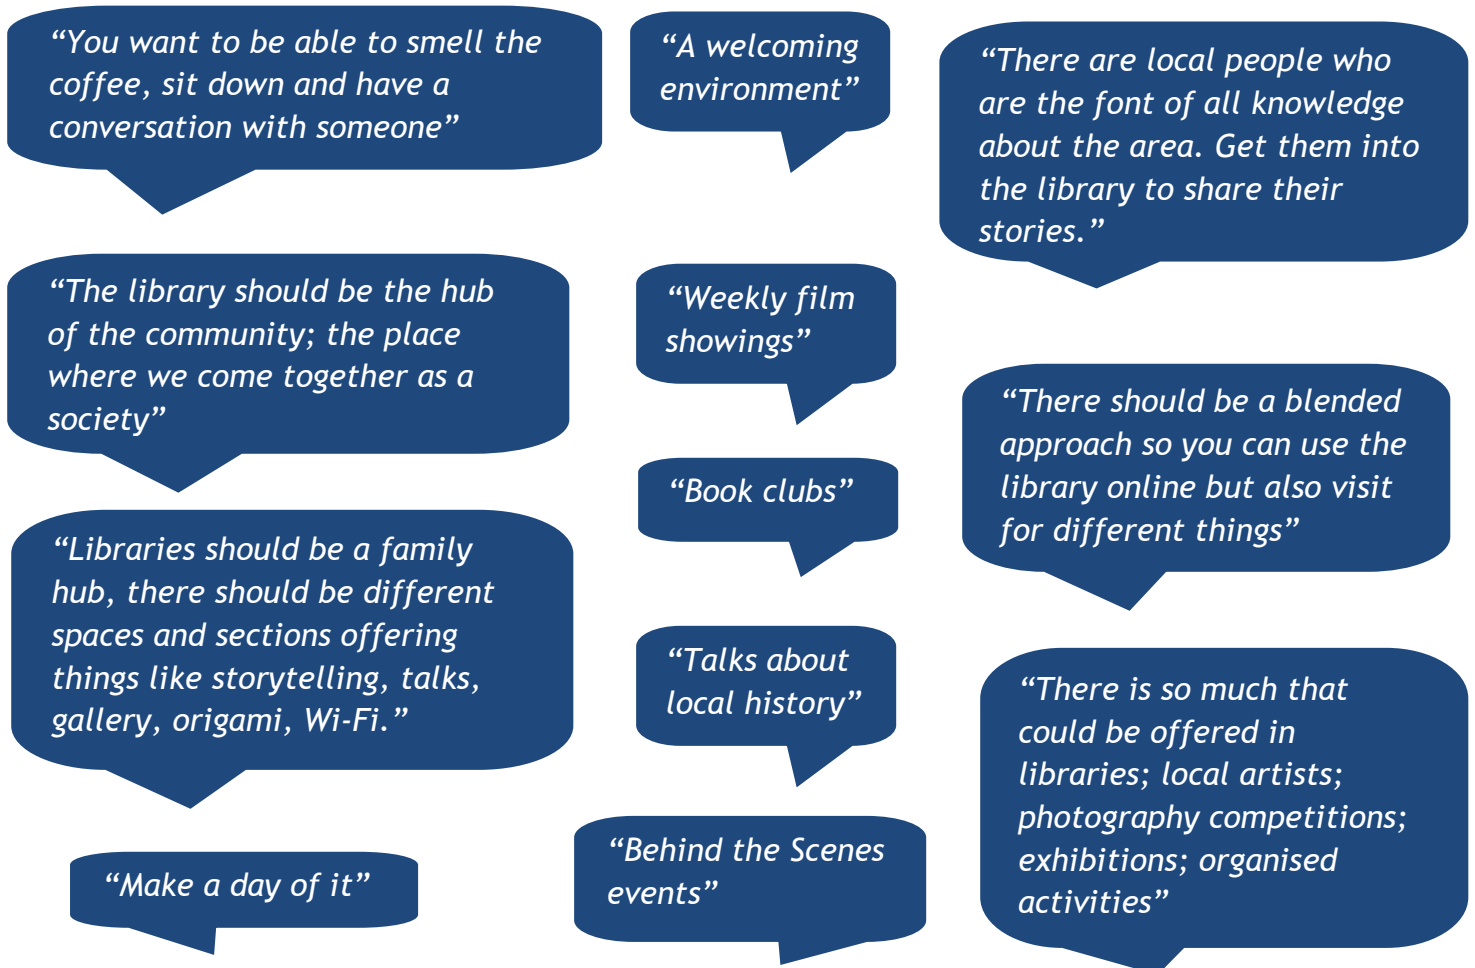 “You want to be able to smell the
coffee, sit down and have a
conversation with someone”
“The library should be the hub
of the community; the place
where we come together as a
society”
“Libraries should be a family
hub, there should be different
spaces and sections offering
things like storytelling, talks,
gallery, origami, Wi-Fi.”
“Make a day of it”
“A welcoming
environment”
“Weekly film
showings”
“Book clubs”
“Talks about
local history”
“Behind the Scenes
events”
“There are local people who
are the font of all knowledge
about the area. Get them into
the library to share their
stories.”
“There should be a blended
approach so you can use the
library online but also visit
for different things”
“There is so much that
could be offered in
libraries; local artists;
photography competitions;
exhibitions; organised
activities”